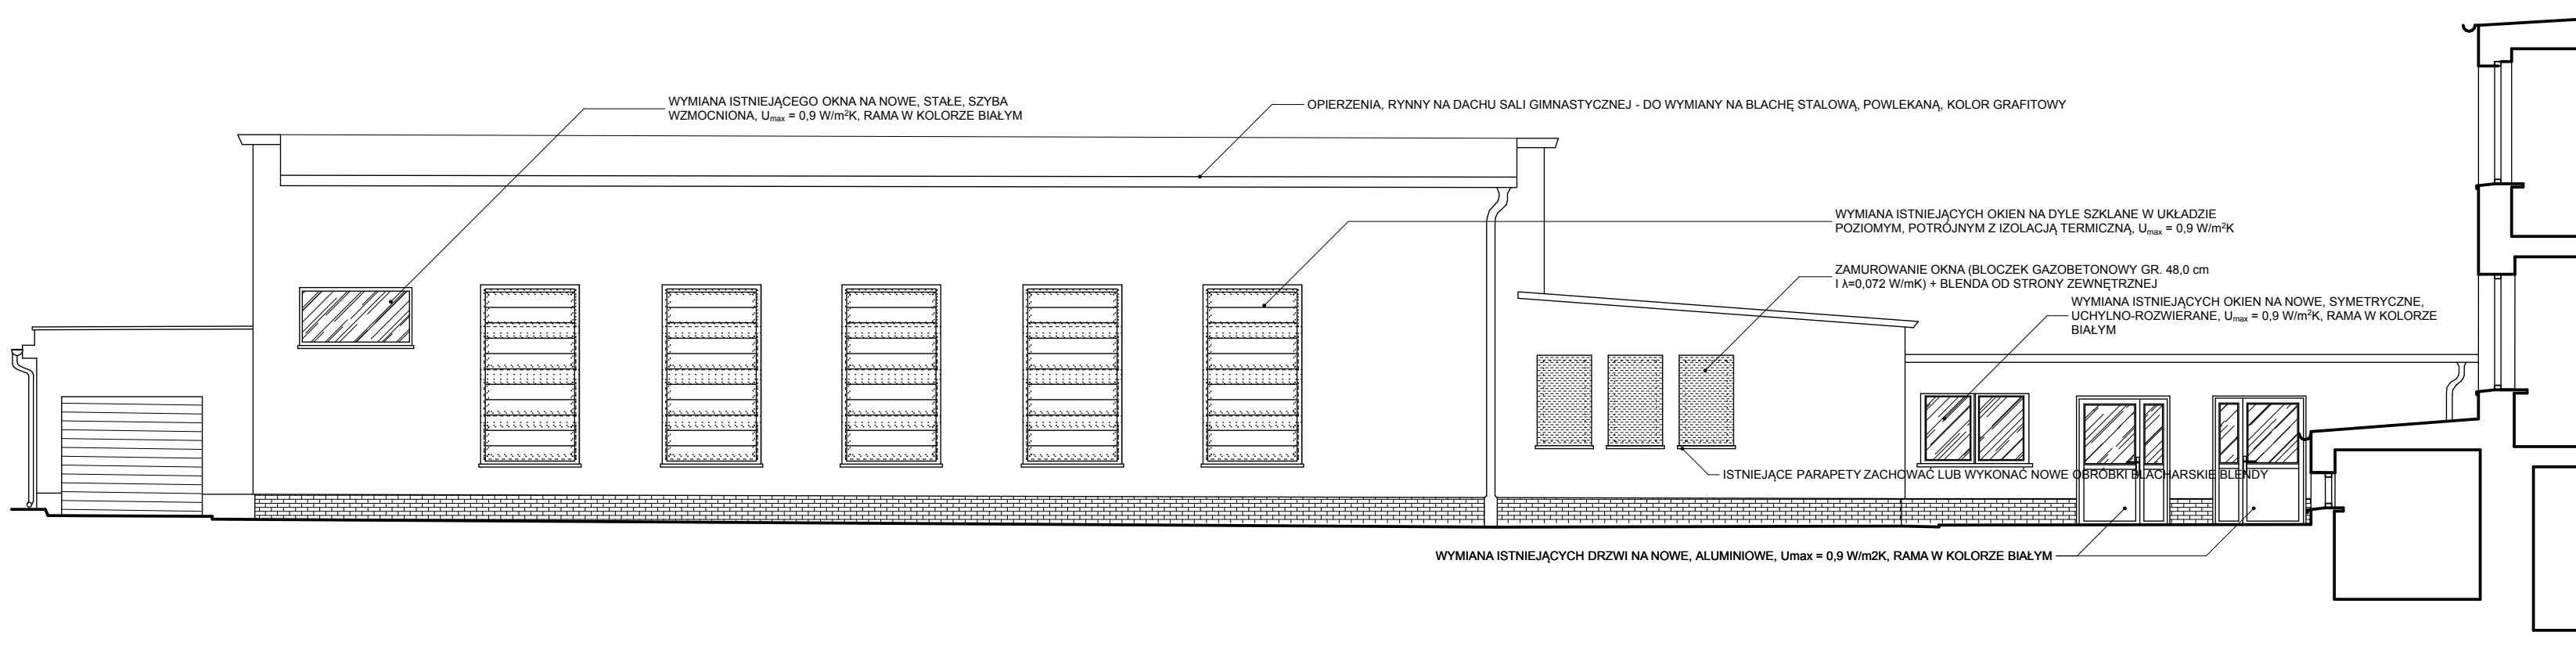 WYMIANA ISTNIEJĄCEGO OKNA NA NOWE, STAŁE, SZYBA
WZMOCNIONA, Umax = 0,9 W/m²K, RAMA W KOLORZE BIAŁYM
OPIERZENIA, RYNNY NA DACHU SALI GIMNASTYCZNEJ - DO WYMIANY NA BLACHĘ STALOWĄ, POWLEKANĄ, KOLOR GRAFITOWY
WYMIANA ISTNIEJĄCYCH OKIEN NA DYLE SZKLANE W UKŁADZIE
POZIOMYM, POTRÓJNYM Z IZOLACJĄ TERMICZNĄ, Umax = 0,9 W/m²K
ZAMUROWANIE OKNA (BLOCZEK GAZOBETONOWY GR. 48,0 cm
I λ=0,072 W/mK) + BLENDA OD STRONY ZEWNĘTRZNEJ
WYMIANA ISTNIEJĄCYCH OKIEN NA NOWE, SYMETRYCZNE,
UCHYLNO-ROZWIERANE, Umax = 0,9 W/m²K, RAMA W KOLORZE
BIAŁYM
ISTNIEJĄCE PARAPETY ZACHOWAĆ LUB WYKONAĆ NOWE OBRÓBKI BLACHARSKIE BLENDY
WYMIANA ISTNIEJĄCYCH DRZWI NA NOWE, ALUMINIOWE, Umax = 0,9 W/m2K, RAMA W KOLORZE BIAŁYM